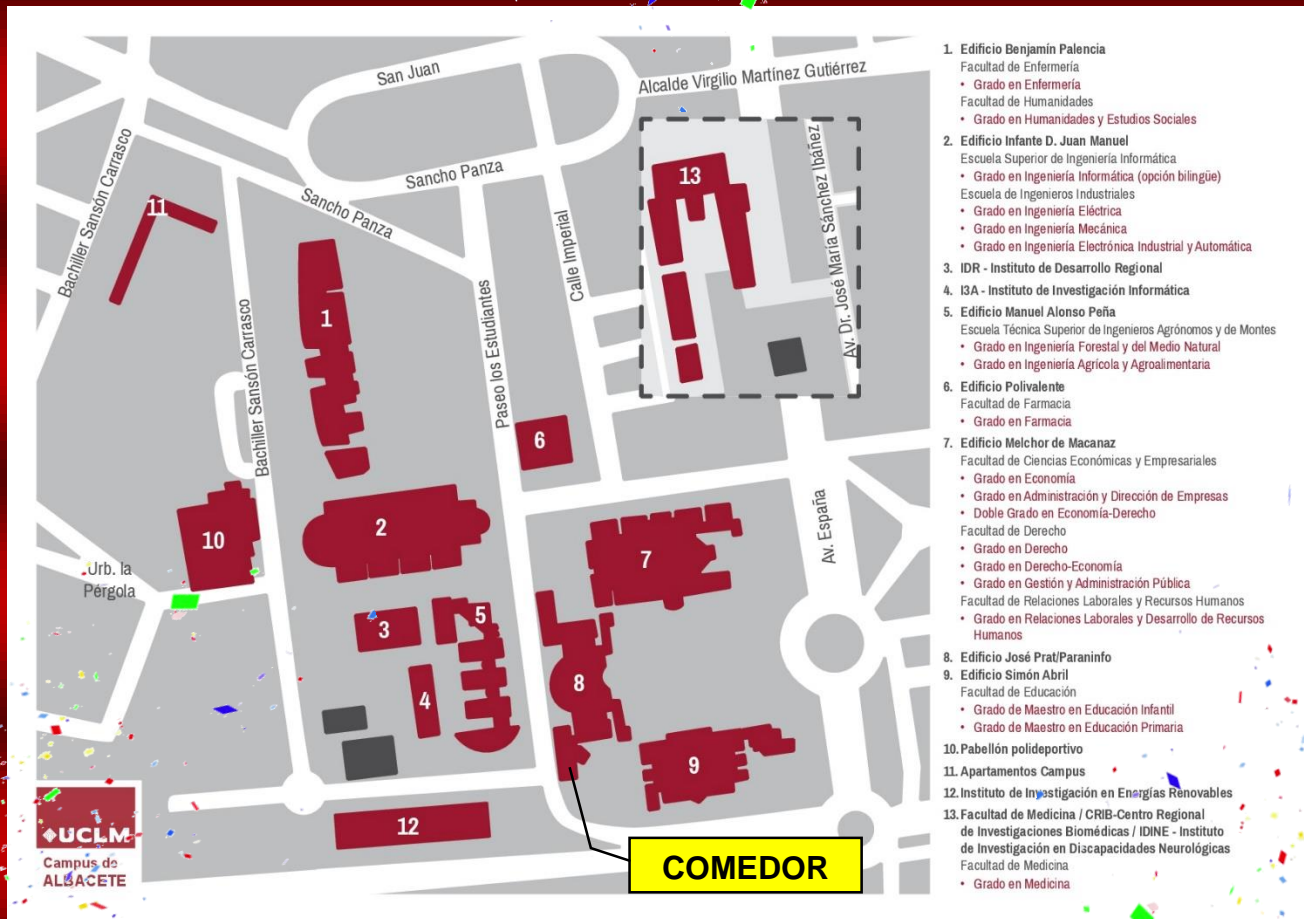 San Juan
Alcalde Virgilio Martínez Gutiérrez
Bachiller Sansón Carrasco
Sancho Panza
Sancho Panza
Calle Imperial
Av. Dr. José María Sánchez Ibáñez
Bachiller Sansón Carrasco
Paseo los Estudiantes
Av. España
Urb. la
Pérgola
11
13
1
6
2
10
7
3
5
4
8
9
12
COMEDOR
UCLM
Campus de
ALBACETE
1. Edificio Benjamín Palencia
Facultad de Enfermería
• Grado en Enfermería
Facultad de Humanidades
• Grado en Humanidades y Estudios Sociales
2. Edificio Infante D. Juan Manuel
Escuela Superior de Ingeniería Informática
• Grado en Ingeniería Informática (opción bilingüe)
Escuela de Ingenieros Industriales
• Grado en Ingeniería Eléctrica
• Grado en Ingeniería Mecánica
• Grado en Ingeniería Electrónica Industrial y Automática
3. IDR - Instituto de Desarrollo Regional
4. I3A - Instituto de Investigación Informática
5. Edificio Manuel Alonso Peña
Escuela Técnica Superior de Ingenieros Agrónomos y de Montes
• Grado en Ingeniería Forestal y del Medio Natural
• Grado en Ingeniería Agrícola y Agroalimentaria
6. Edificio Polivalente
Facultad de Farmacia
• Grado en Farmacia
7. Edificio Melchor de Macanaz
Facultad de Ciencias Económicas y Empresariales
• Grado en Economía
• Grado en Administración y Dirección de Empresas
• Doble Grado en Economía-Derecho
Facultad de Derecho
• Grado en Derecho
• Grado en Derecho-Economía
• Grado en Gestión y Administración Pública
Facultad de Relaciones Laborales y Recursos Humanos
• Grado en Relaciones Laborales y Desarrollo de Recursos
Humanos
8. Edificio José Prat/Paraninfo
9. Edificio Simón Abril
Facultad de Educación
• Grado de Maestro en Educación Infantil
• Grado de Maestro en Educación Primaria
10. Pabellón polideportivo
11. Apartamentos Campus
12. Instituto de Investigación en Energías Renovables
13. Facultad de Medicina / CRIB-Centro Regional
de Investigaciones Biomédicas / IDINE - Instituto
de Investigación en Discapacidades Neurológicas
Facultad de Medicina
• Grado en Medicina